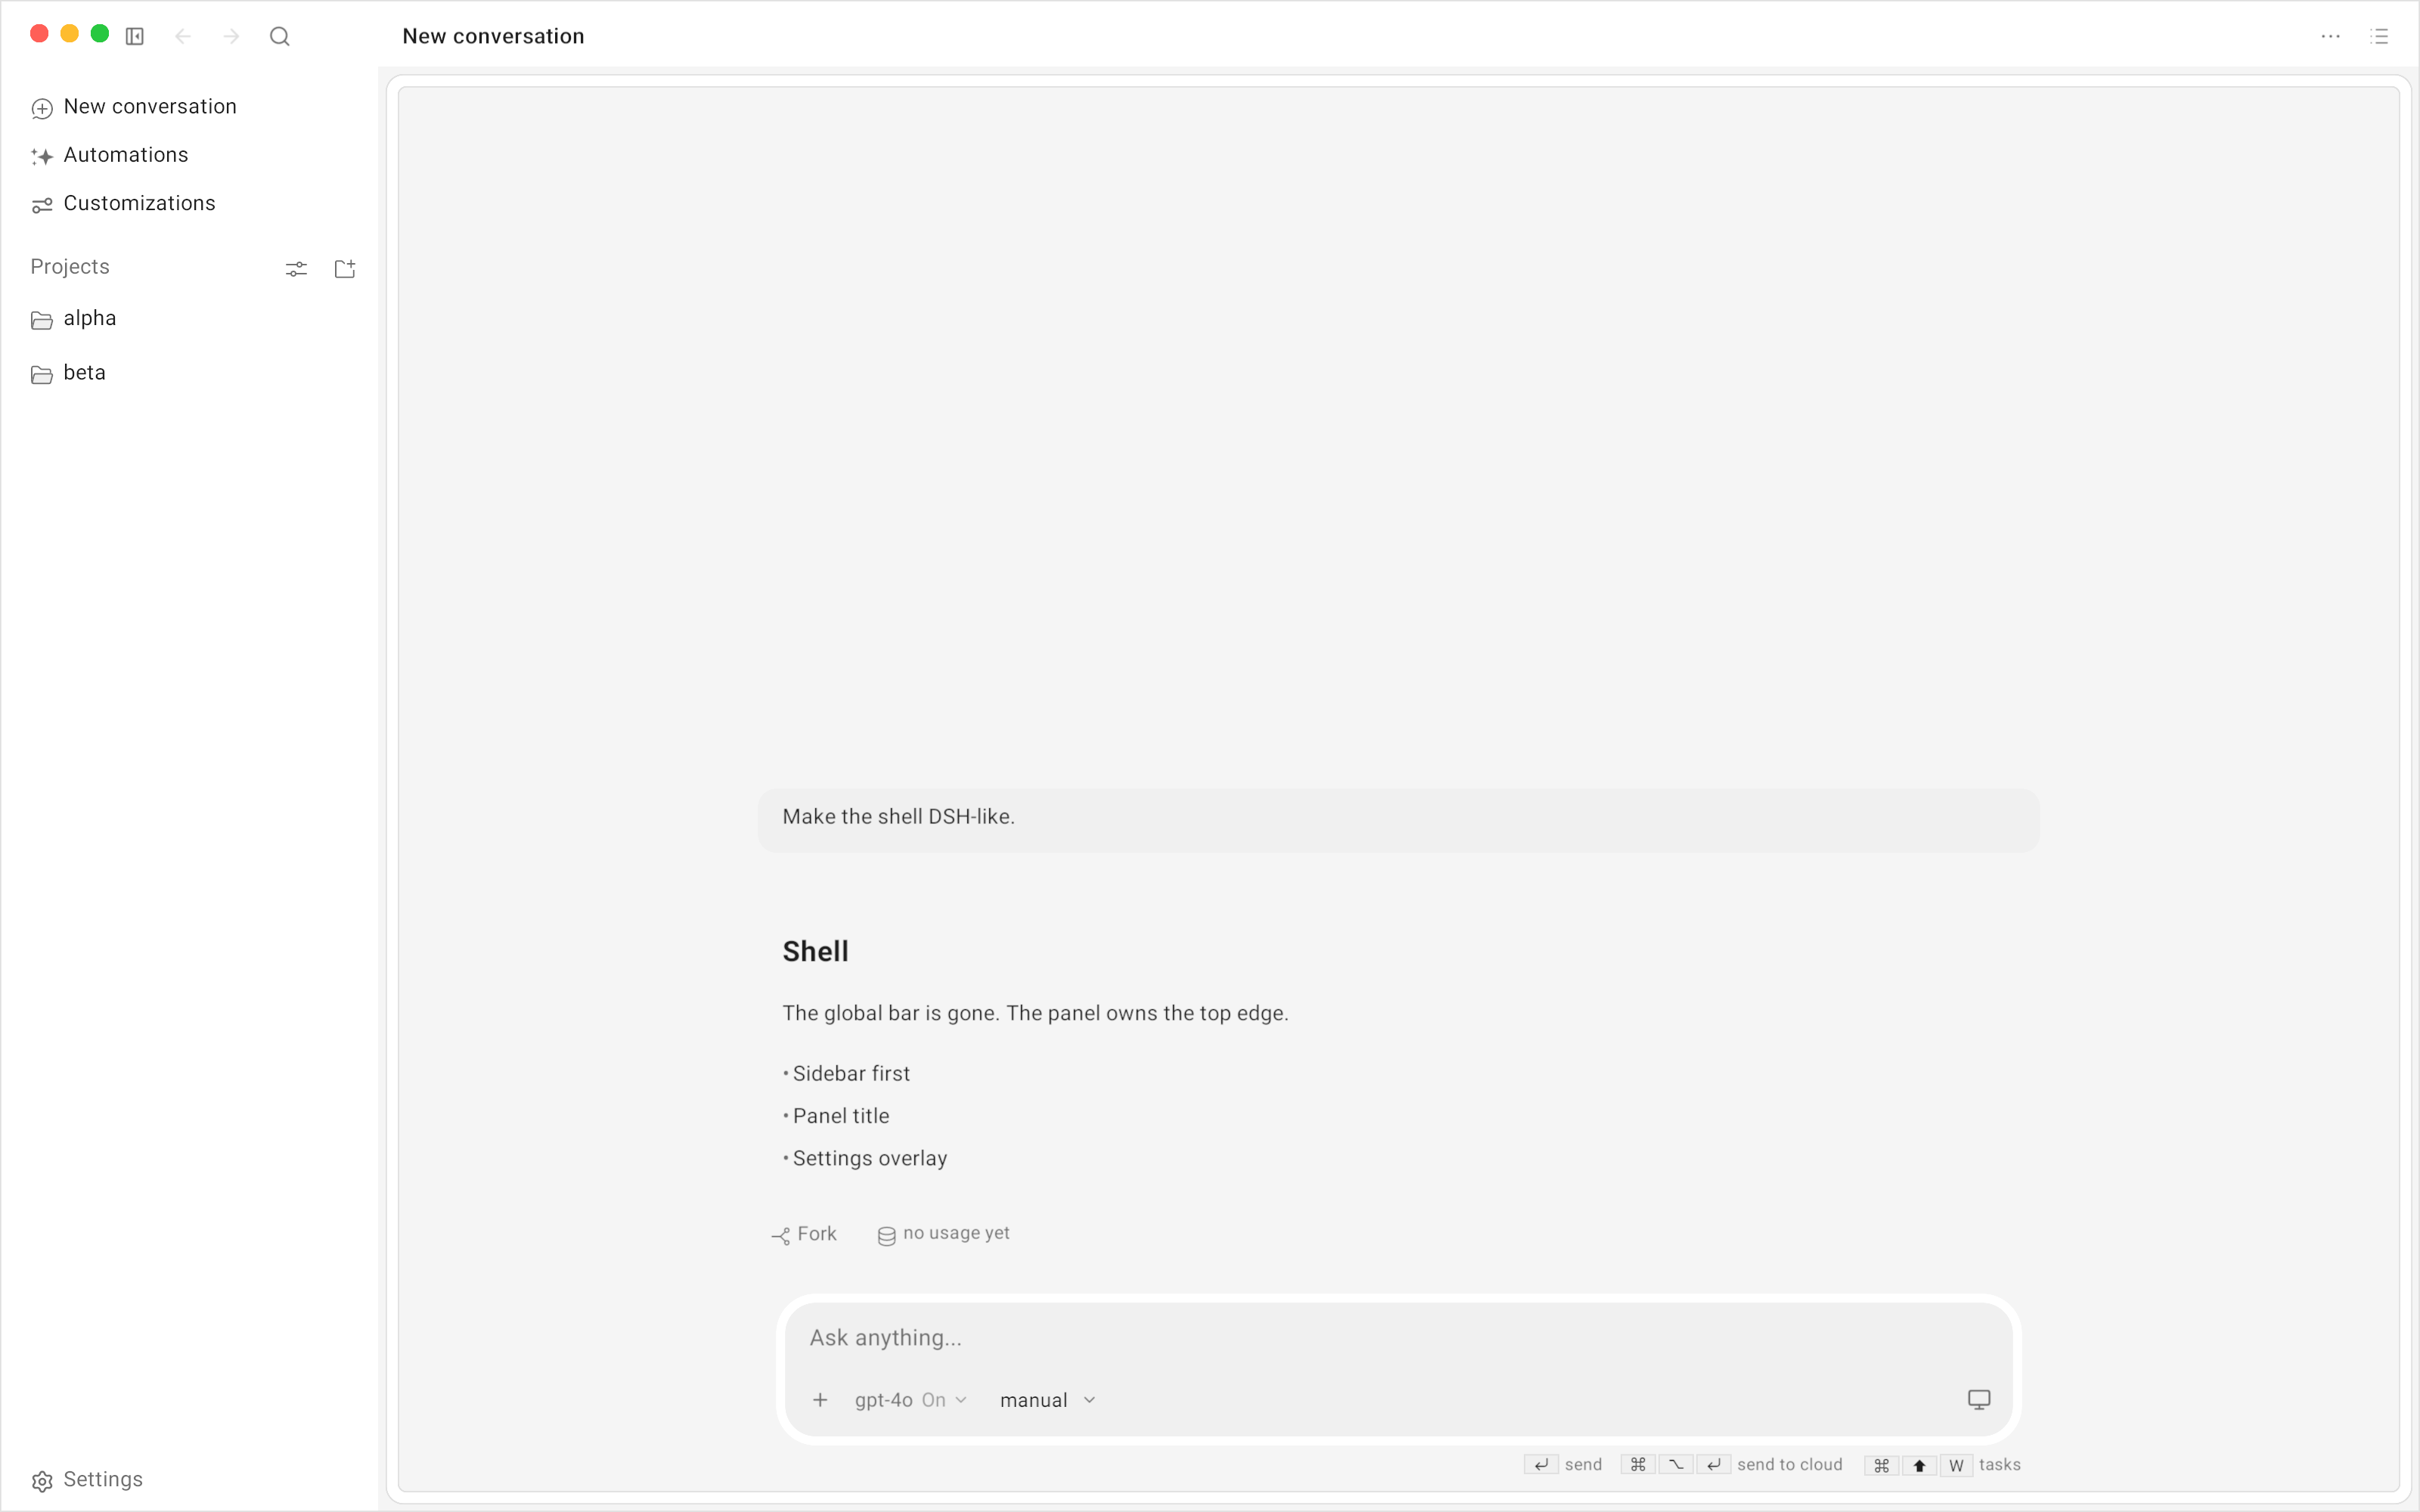 New conversation
New conversation
Automations
Customizations
Projects
alpha
beta
Make the shell DSH-like.
Shell
The global bar is gone. The panel owns the top edge.
• Sidebar first
• Panel title
• Settings overlay
Fork no usage yet
Ask anything...
+ gpt-4o On manual
↵ send ⌘ ⌥ ↵ send to cloud ⌘ ⬆ W tasks
Settings